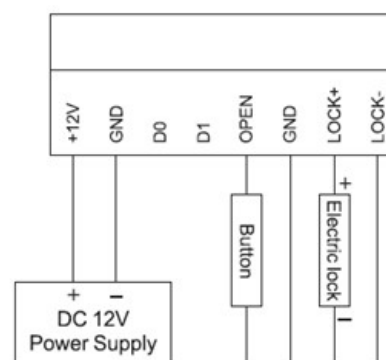 +12V
GND
D0
D1
OPEN
GND
LOCK+
LOCK-
+
Button
Electric lock
+ −
−
DC 12V
Power Supply